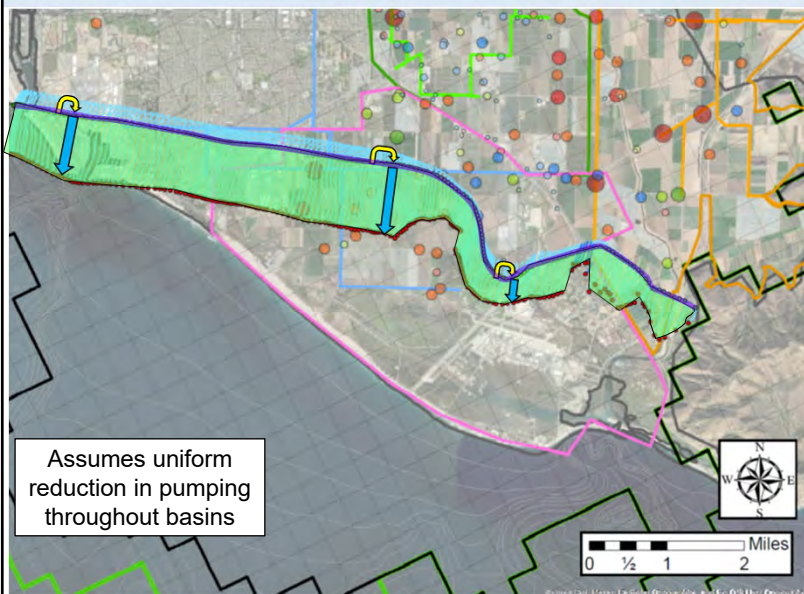 Assumes uniform
reduction in pumping
throughout basins
N
W E
S
Miles
0 ½ 1 2